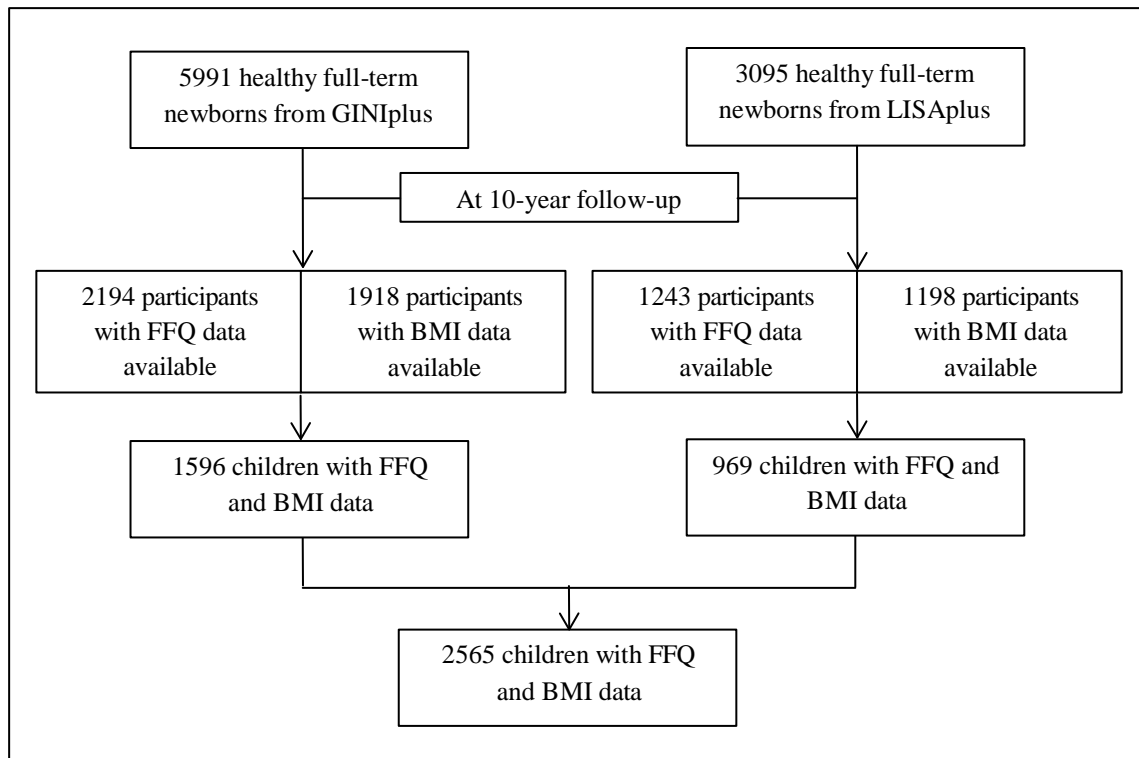 5991 healthy full-term
newborns from GINIplus
3095 healthy full-term
newborns from LISAplus
At 10-year follow-up
2194 participants
with FFQ data
available
1918 participants
with BMI data
available
1243 participants
with FFQ data
available
1198 participants
with BMI data
available
1596 children with FFQ
and BMI data
969 children with FFQ and
BMI data
2565 children with FFQ
and BMI data